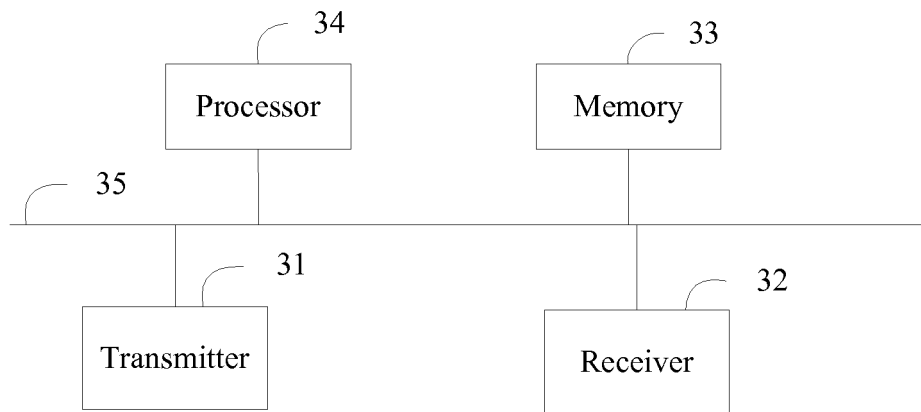 34
33
Processor
Memory
35
31
32
Transmitter
Receiver